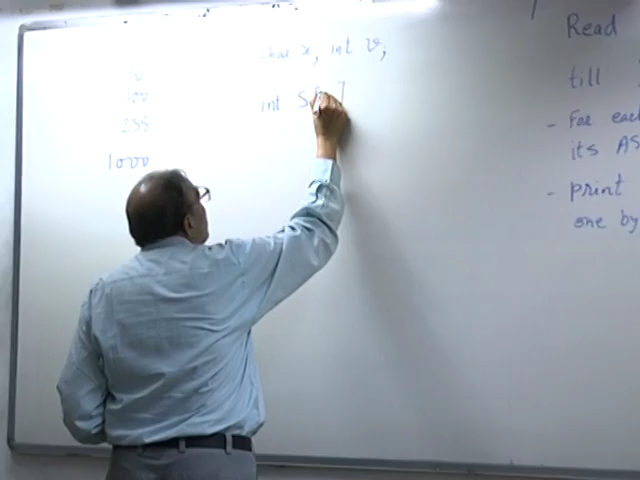 10
100
255
1000
char x, int v;
int S[ ]
Read
till
- For each
its AS
- print
one by